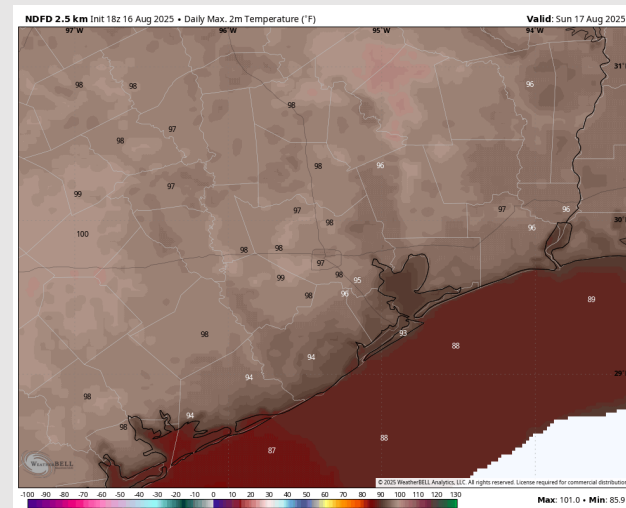 NDFD 2.5 km Init 18z 16 Aug 2025 • Daily Max. 2m Temperature (°F)
Valid: Sun 17 Aug 2025
97°W 96°W 95°W 94°W
31°
98 98 96
98
97
98
98 96
97
99
97 97 96
98 96
30°
100
98 98
97
99 98 95
98 96
89
98 93
88
94
29°
94
98
94
98
88
87
WEATHERBELL
© 2025 WeatherBELL Analytics, LLC. All rights reserved. License required for commercial distribution
-100 -90 -80 -70 -60 -50 -40 -30 -20 -10 0 10 20 30 40 50 60 70 80 90 100 110 120 130
Max: 101.0 • Min: 85.9